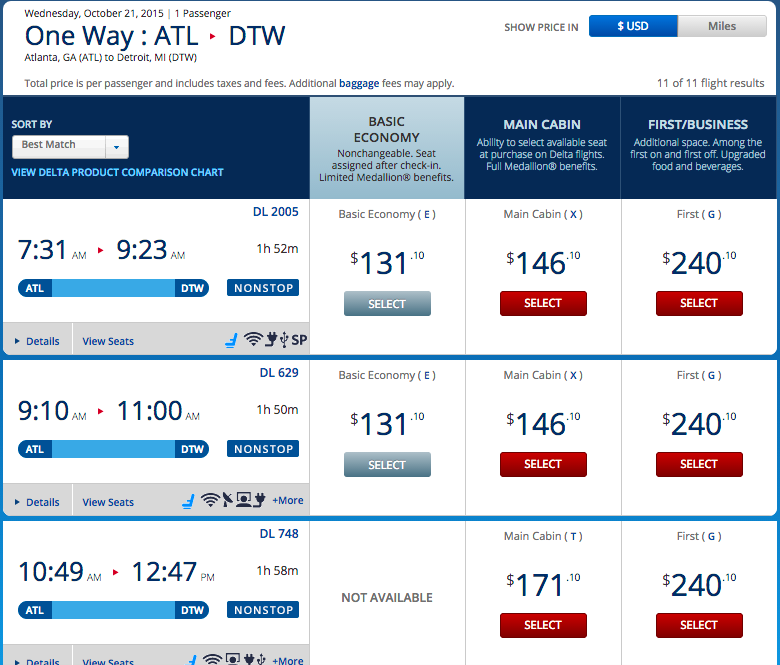 Wednesday, October 21, 2015 | 1 Passenger
One Way : ATL ▸ DTW
Atlanta, GA (ATL) to Detroit, MI (DTW)
SHOW PRICE IN
$ USD
Miles
Total price is per passenger and includes taxes and fees. Additional baggage fees may apply.
11 of 11 flight results
SORT BY
Best Match
VIEW DELTA PRODUCT COMPARISON CHART
BASIC
ECONOMY
Nonchangeable. Seat
assigned after check-in.
Limited Medallion® benefits.
MAIN CABIN
Ability to select available seat
at purchase on Delta flights.
Full Medallion® benefits.
FIRST/BUSINESS
Additional space. Among the
first on and first off. Upgraded
food and beverages.
DL 2005
7:31 AM ▸ 9:23 AM
1h 52m
ATL DTW
NONSTOP
Details
View Seats
SP
Basic Economy ( E )
$131.10
SELECT
Main Cabin ( X )
$146.10
SELECT
First ( G )
$240.10
SELECT
DL 629
9:10 AM ▸ 11:00 AM
1h 50m
ATL DTW
NONSTOP
Details
View Seats
+More
Basic Economy ( E )
$131.10
SELECT
Main Cabin ( X )
$146.10
SELECT
First ( G )
$240.10
SELECT
DL 748
10:49 AM ▸ 12:47 PM
1h 58m
ATL DTW
NONSTOP
Details
View Seats
+More
NOT AVAILABLE
Main Cabin ( T )
$171.10
SELECT
First ( G )
$240.10
SELECT